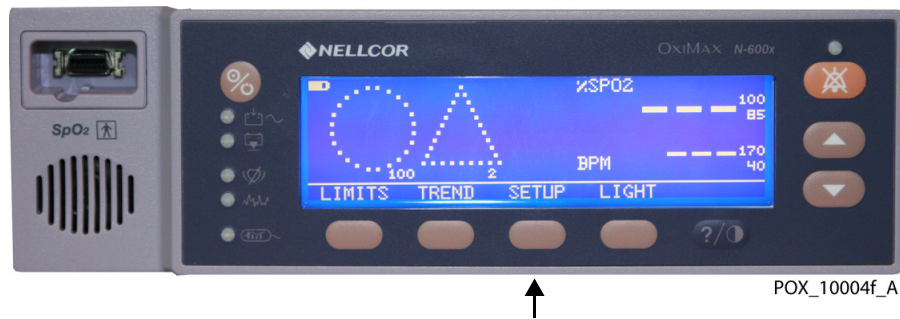 NELLCOR
OXIMAX N-600x
%SPO2
100
85
SpO2
BPM
170
40
100
2
LIMITS TREND SETUP LIGHT
?/
POX_10004f_A